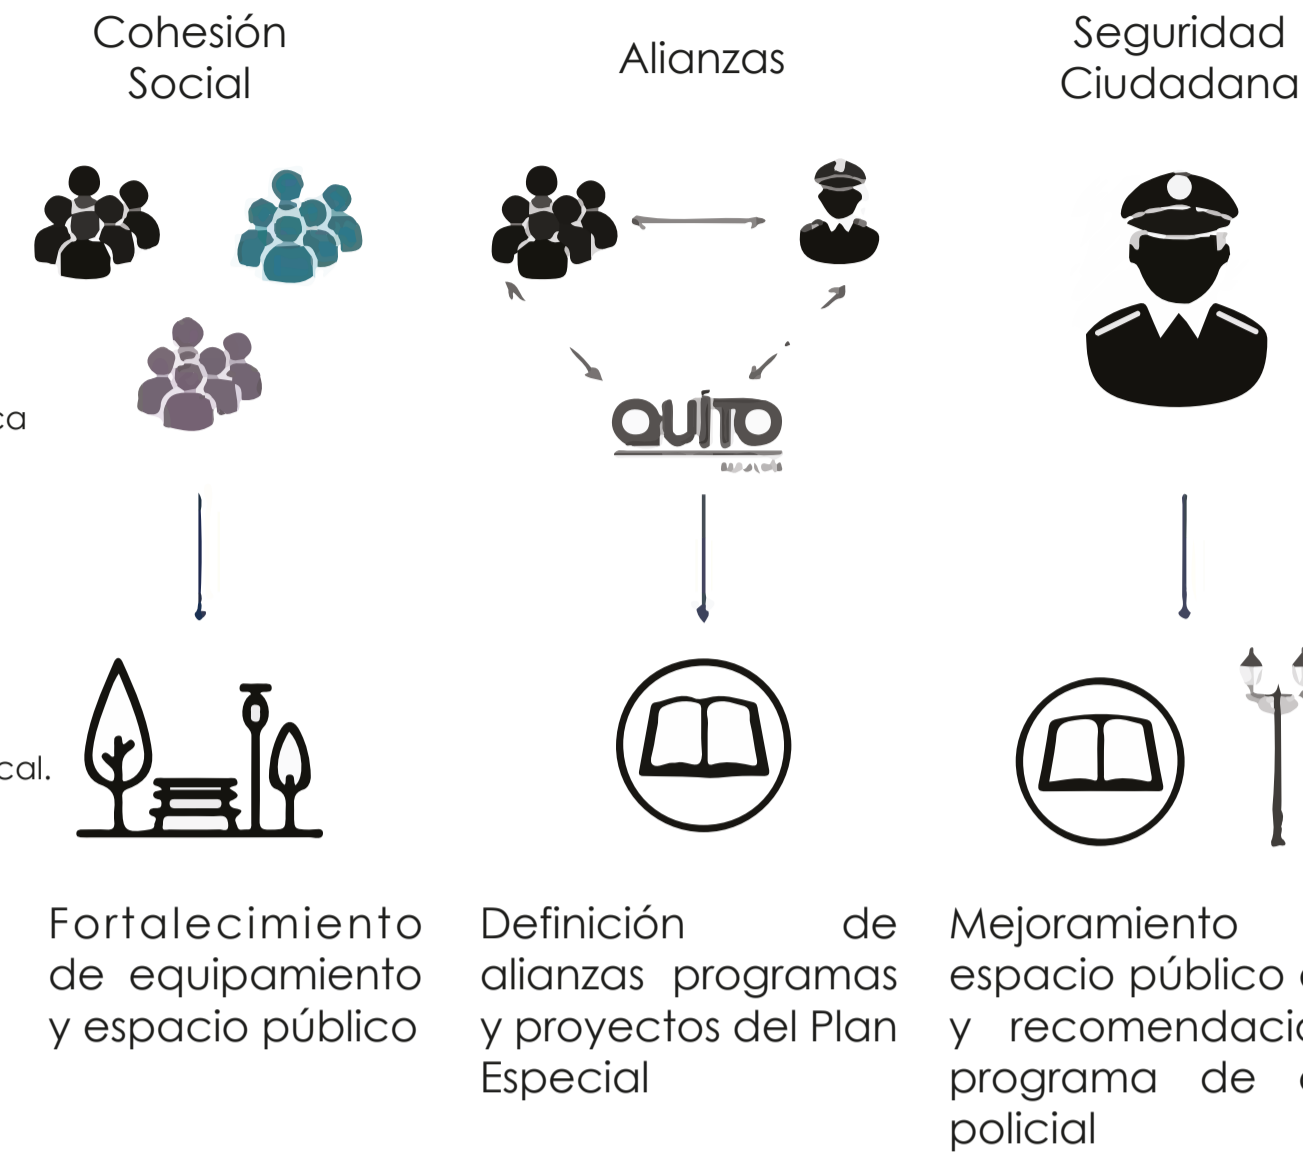 Cohesión
Social
Alianzas
Seguridad
Ciudadana
ca
QUITO
cal.
Fortalecimiento
de equipamiento
y espacio público
Definición de
alianzas programas
y proyectos del Plan
Especial
Mejoramiento
espacio público
y recomendacio
programa de
policial